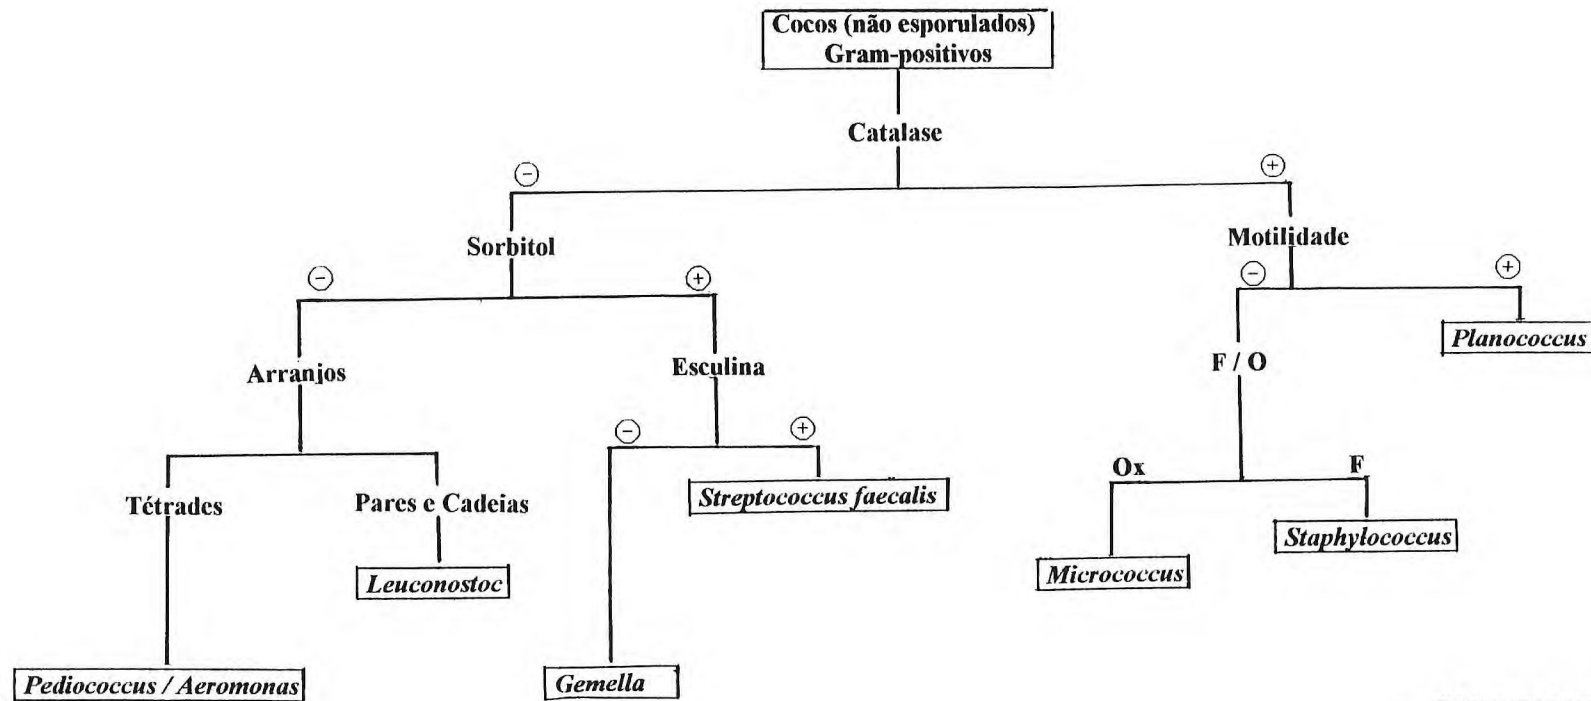 Cocos (não esporulados)
Gram-positivos
Catalase
−
+
Sorbitol
Motilidade
−
+
−
+
Planococcus
Arranjos
Esculina
F / O
−
+
Ox
F
Tétrades
Pares e Cadeias
Streptococcus faecalis
Staphylococcus
Leuconostoc
Micrococcus
Pediococcus / Aeromonas
Gemella